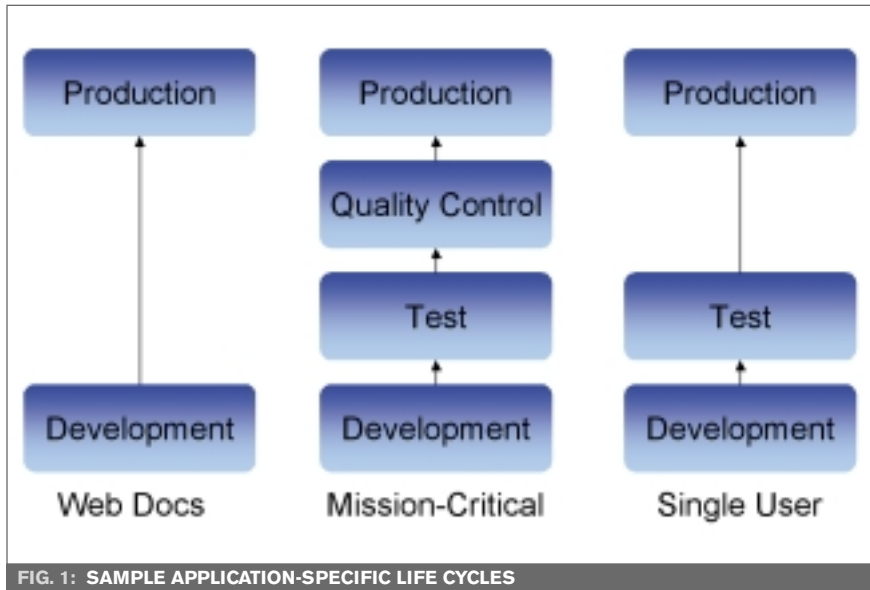 Production
Production
Production
Quality Control
Test
Test
Development
Development
Development
Web Docs
Mission-Critical
Single User
FIG. 1: SAMPLE APPLICATION-SPECIFIC LIFE CYCLES